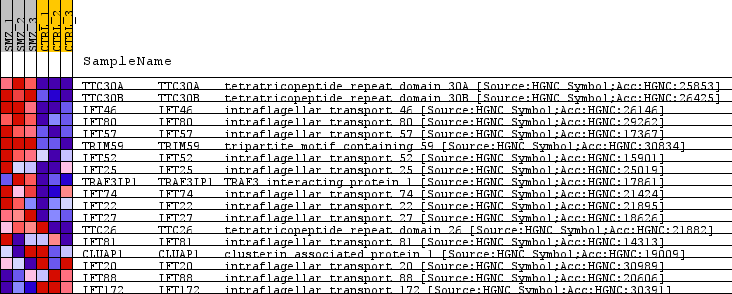 SMZ_1 SMZ_2 SMZ_3 CTRL_1 CTRL_2 CTRL_3
SampleName
TTC30A TTC30A tetratricopeptide repeat domain 30A [Source:HGNC Symbol;Acc:HGNC:25853]
TTC30B TTC30B tetratricopeptide repeat domain 30B [Source:HGNC Symbol;Acc:HGNC:26425]
IFT46 IFT46 intraflagellar transport 46 [Source:HGNC Symbol;Acc:HGNC:26146]
IFT80 IFT80 intraflagellar transport 80 [Source:HGNC Symbol;Acc:HGNC:29262]
IFT57 IFT57 intraflagellar transport 57 [Source:HGNC Symbol;Acc:HGNC:17367]
TRIM59 TRIM59 tripartite motif containing 59 [Source:HGNC Symbol;Acc:HGNC:30834]
IFT52 IFT52 intraflagellar transport 52 [Source:HGNC Symbol;Acc:HGNC:15901]
IFT25 IFT25 intraflagellar transport 25 [Source:HGNC Symbol;Acc:HGNC:25019]
TRAF3IP1 TRAF3IP1 TRAF3 interacting protein 1 [Source:HGNC Symbol;Acc:HGNC:17861]
IFT74 IFT74 intraflagellar transport 74 [Source:HGNC Symbol;Acc:HGNC:21424]
IFT22 IFT22 intraflagellar transport 22 [Source:HGNC Symbol;Acc:HGNC:21895]
IFT27 IFT27 intraflagellar transport 27 [Source:HGNC Symbol;Acc:HGNC:18626]
TTC26 TTC26 tetratricopeptide repeat domain 26 [Source:HGNC Symbol;Acc:HGNC:21882]
IFT81 IFT81 intraflagellar transport 81 [Source:HGNC Symbol;Acc:HGNC:14313]
CLUAP1 CLUAP1 clusterin associated protein 1 [Source:HGNC Symbol;Acc:HGNC:19009]
IFT20 IFT20 intraflagellar transport 20 [Source:HGNC Symbol;Acc:HGNC:30989]
IFT88 IFT88 intraflagellar transport 88 [Source:HGNC Symbol;Acc:HGNC:20606]
IFT172 IFT172 intraflagellar transport 172 [Source:HGNC Symbol;Acc:HGNC:30391]